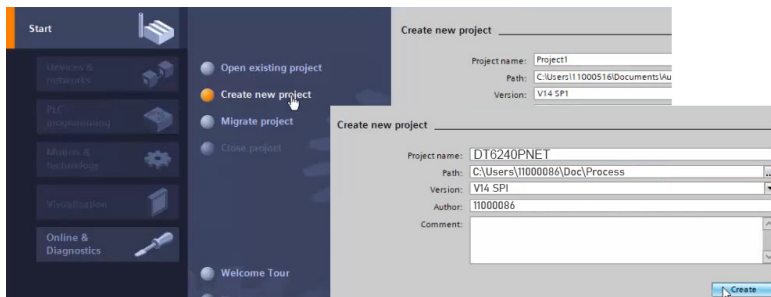 Start
Devices &
networks
PLC
programming
Motion &
technology
Visualization
Online &
Diagnostics
Open existing project
Create new project
Migrate project
Close project
Welcome Tour
Create new project
Project name: Project1
Path: C:\Users\11000516\Documents\Au
Version: V14 SP1
Create new project
Project name: DT6240PNET
Path: C:\Users\11000086\Doc\Process
...
Version: V14 SPI
Author: 11000086
Comment:
Create